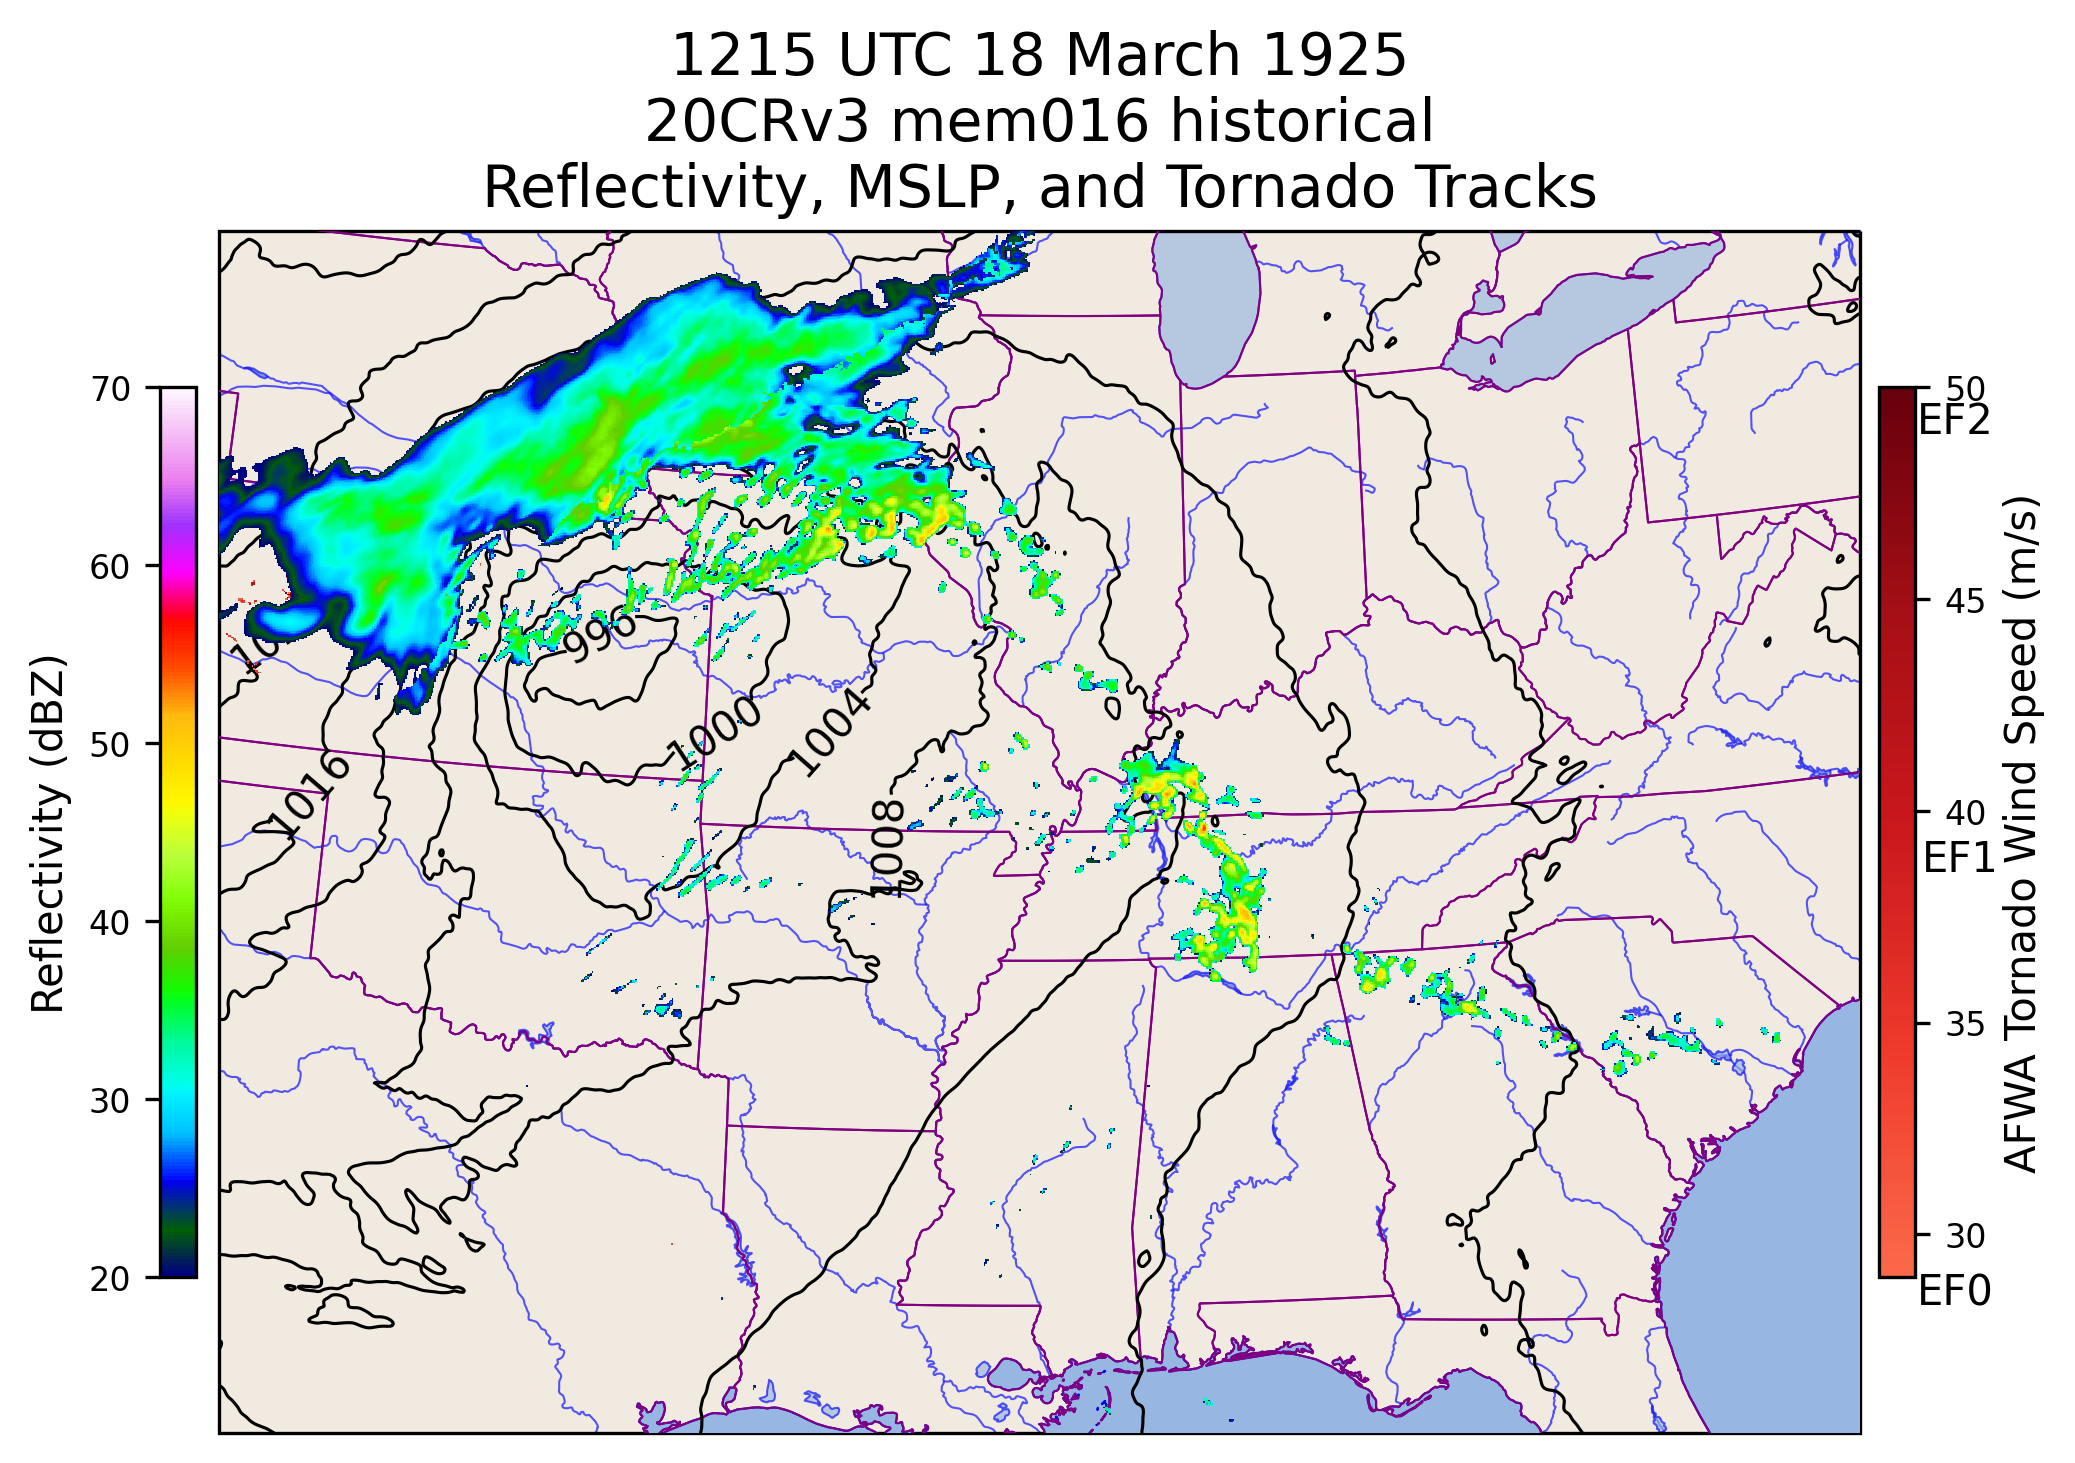 1215 UTC 18 March 1925
20CRv3 mem016 historical
Reflectivity, MSLP, and Tornado Tracks
70
60
50
40
30
20
Reflectivity (dBZ)
996
1000
1004
1008
1016
50
EF2
45
40
EF1
35
30
EF0
AFWA Tornado Wind Speed (m/s)